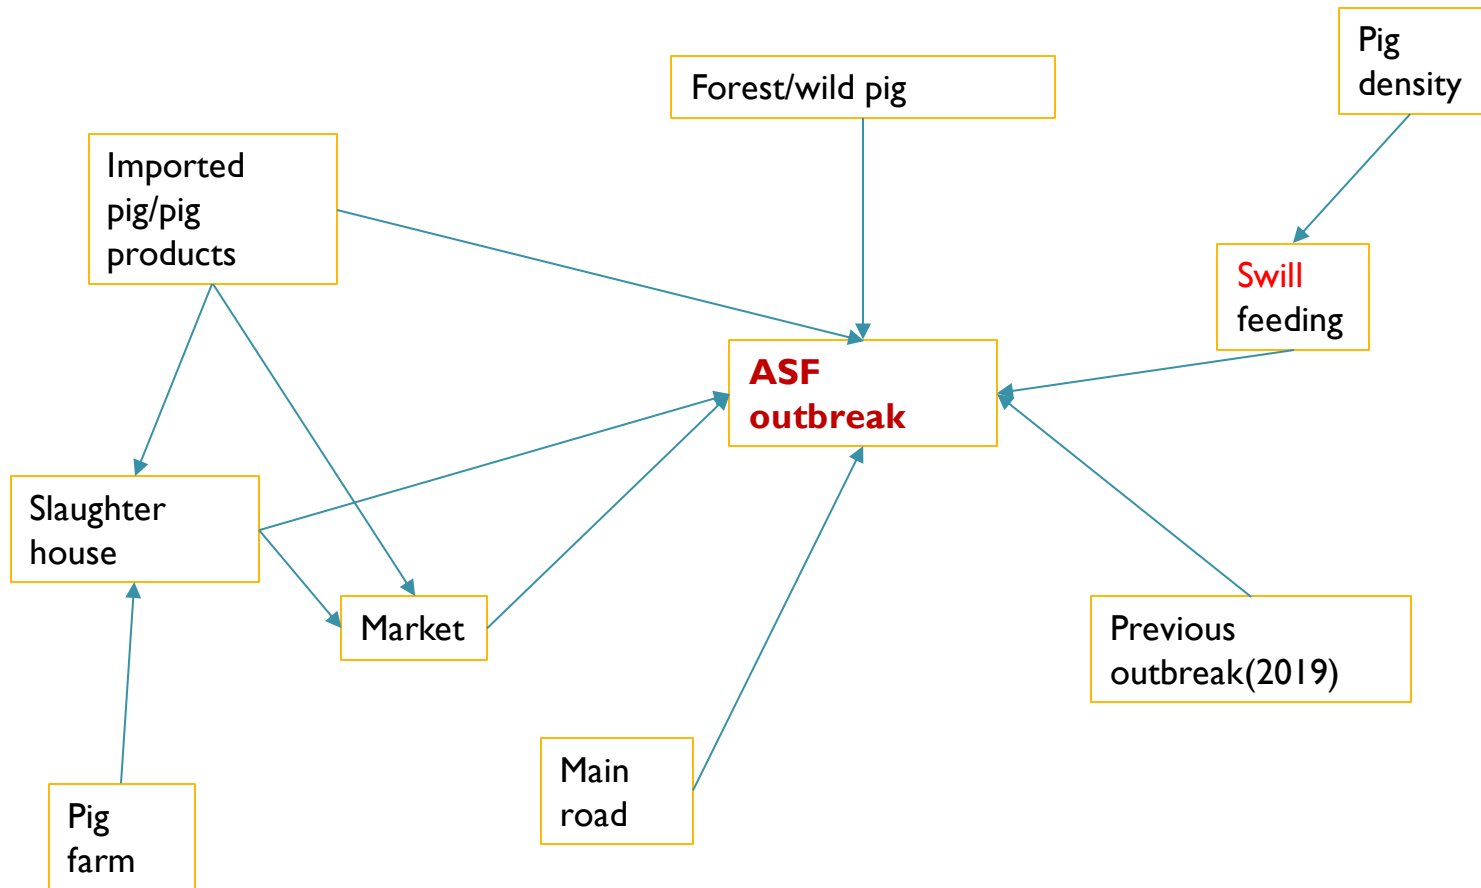 Pig
density
Forest/wild pig
Imported
pig/pig
products
Swill
feeding
ASF
outbreak
Slaughter
house
Market
Previous
outbreak(2019)
Main
road
Pig
farm